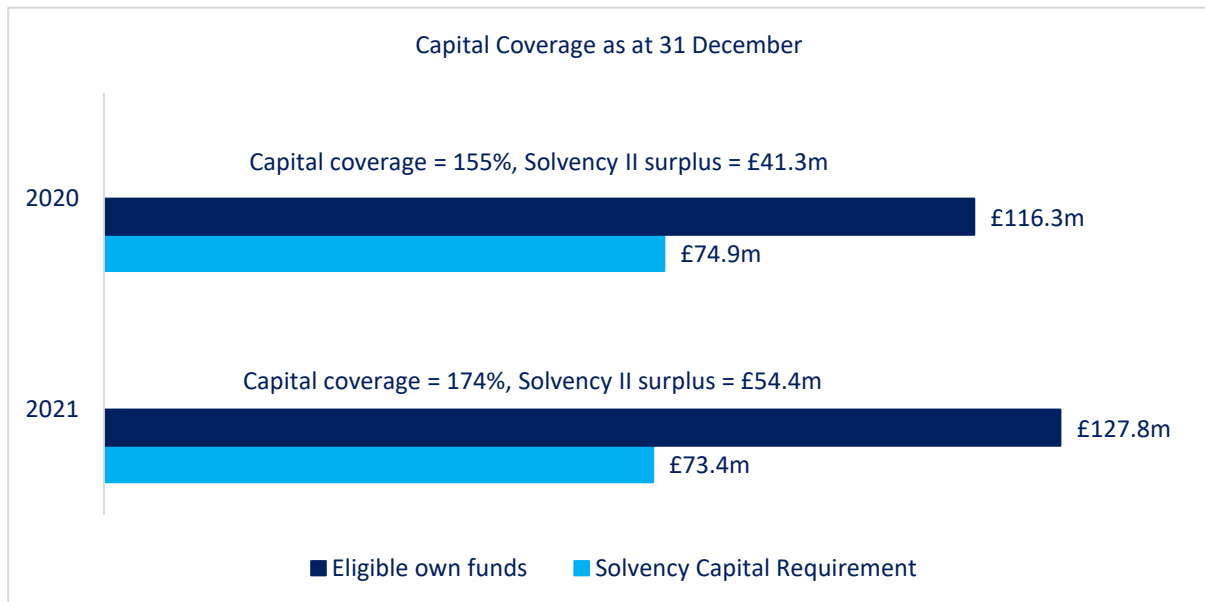 Capital Coverage as at 31 December
Capital coverage = 155%, Solvency II surplus = £41.3m
2020
£116.3m
£74.9m
Capital coverage = 174%, Solvency II surplus = £54.4m
2021
£127.8m
£73.4m
Eligible own funds
Solvency Capital Requirement